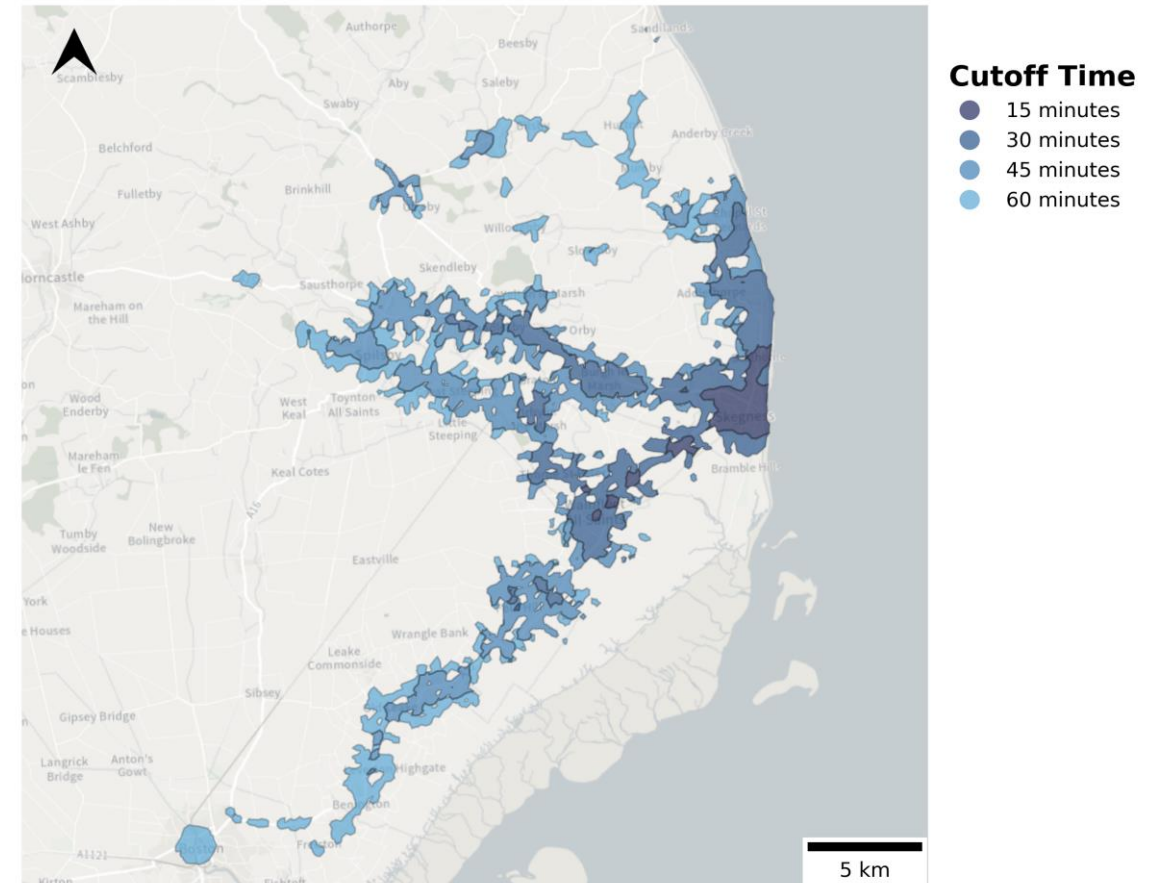 Authorpe
Sandilands
Beesby
Scamblesby
Aby
Saleby
Swaby
Anderby Creek
Belchford
Fulletby
Brinkhill
West Ashby
Skendleby
Sausthorpe
Mareham on
the Hill
Orby
Spilsby
Wood
Enderby
West
Keal
Toynton
All Saints
Little
Steeping
Skegness
Mareham
le Fen
Keal Cotes
A16
Tumby
Woodside
New
Bolingbroke
Eastville
York
e Houses
Wrangle Bank
Leake
Commonside
Sibsey
Gipsey Bridge
Langrick
Bridge
Anton's
Gowt
Highgate
Benington
Boston
A1121
Cutoff Time
15 minutes
30 minutes
45 minutes
60 minutes
5 km